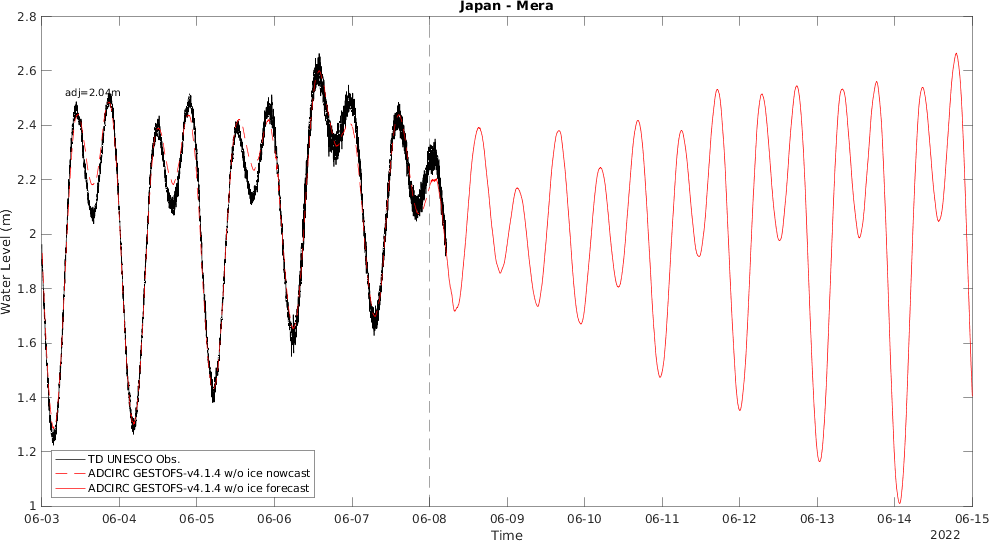 Japan - Mera
2.8
2.6
2.4
2.2
2
1.8
1.6
1.4
1.2
1
Water Level (m)
adj=2.04m
TD UNESCO Obs.
ADCIRC GESTOFS-v4.1.4 w/o ice nowcast
ADCIRC GESTOFS-v4.1.4 w/o ice forecast
06-03 06-04 06-05 06-06 06-07 06-08 06-09 06-10 06-11 06-12 06-13 06-14 06-15
Time
2022